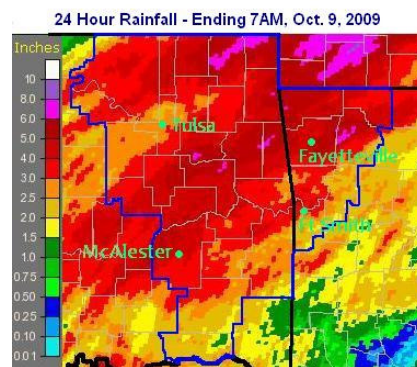 24 Hour Rainfall - Ending 7AM, Oct. 9, 2009
Inches
10
8.0
6.0
5.0
4.0
3.0
2.5
2.0
1.5
1.0
0.75
0.50
0.25
0.10
0.01
Tulsa
Fayetteville
Ft Smith
McAlester